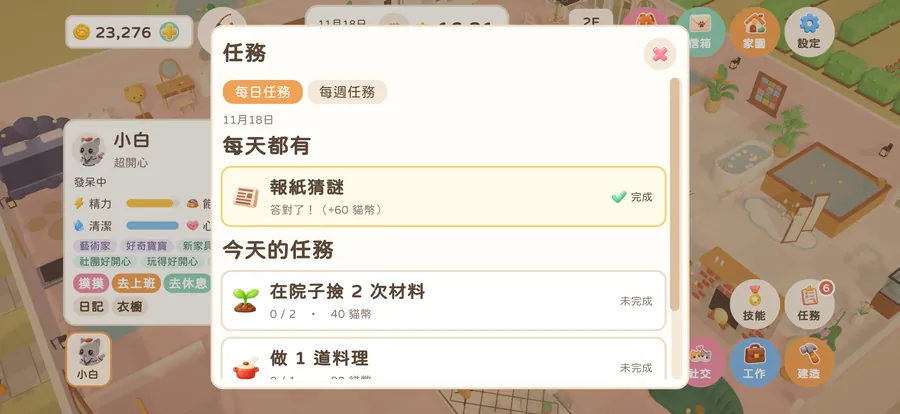 23,276
11月18日
2F
信箱
家園
設定
任務
每日任務
每週任務
11月18日
每天都有
報紙猜謎
答對了！（+60 貓幣）
完成
今天的任務
在院子撿 2 次材料
0 / 2 · 40 貓幣
未完成
做 1 道料理
未完成
小白
超開心
發呆中
精力
清潔
藝術家
好奇寶寶
新家具
社團好開心
玩得好開心
摸摸
去上班
去休息
日記
衣櫥
小白
技能
任務
6
社交
工作
建造